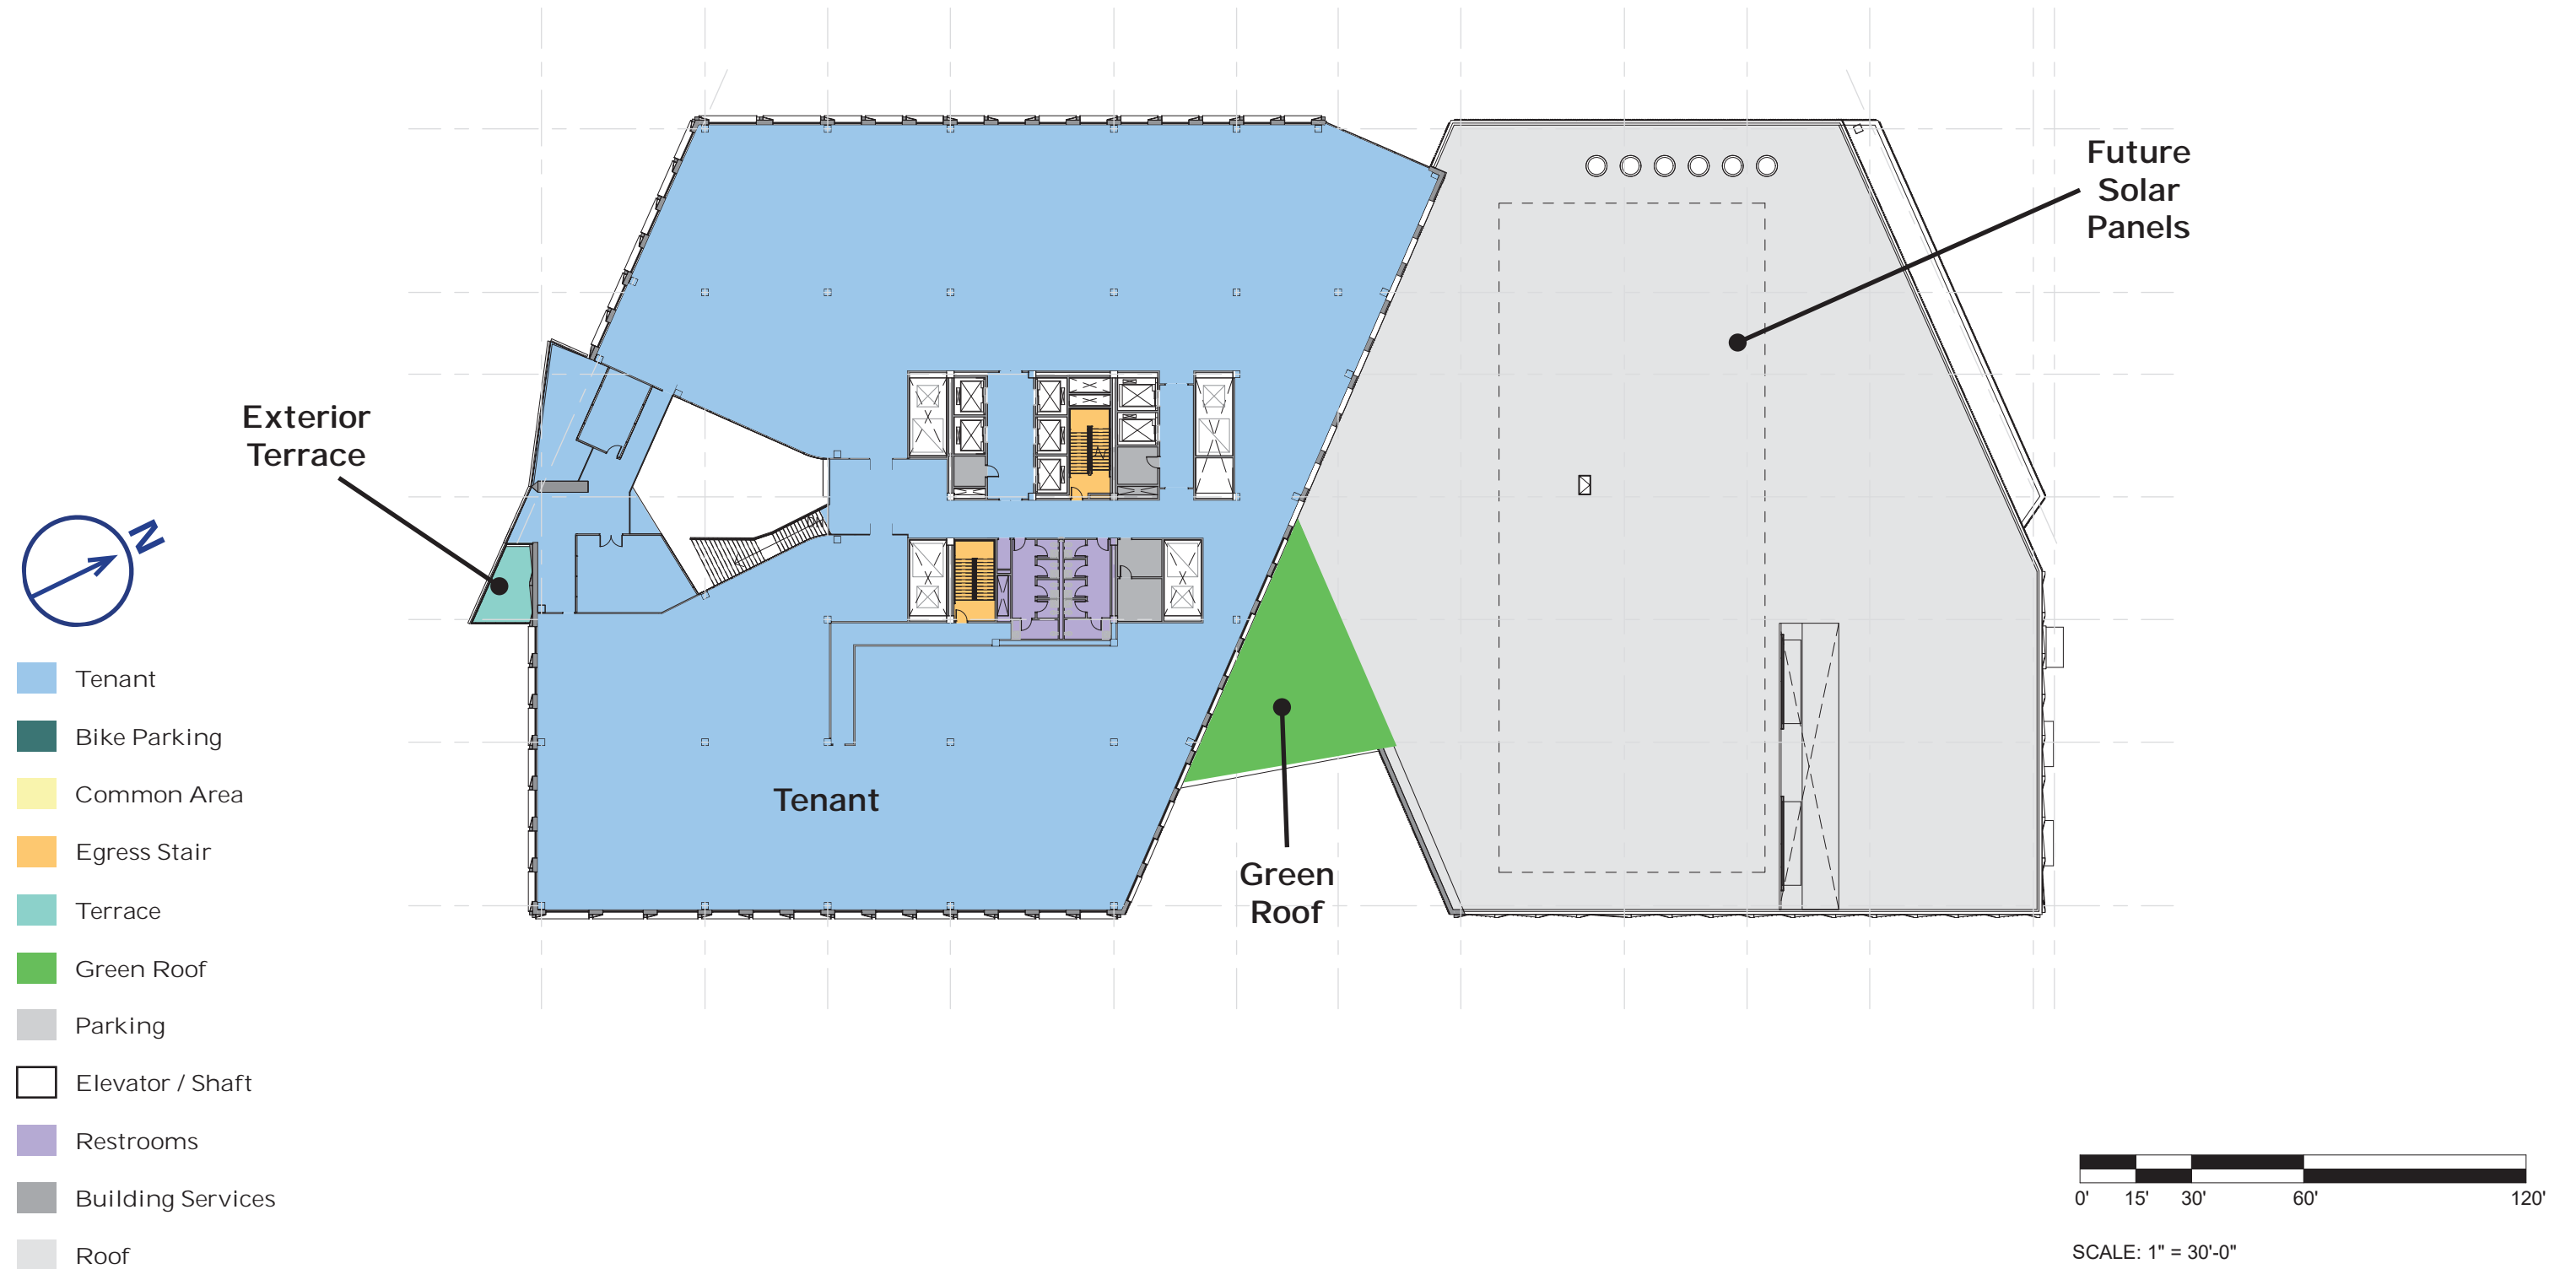 Future
Solar
Panels
Exterior
Terrace
N
Tenant
Bike Parking
Common Area
Egress Stair
Terrace
Green Roof
Parking
Elevator / Shaft
Restrooms
Building Services
Roof
Tenant
Green
Roof
0' 15' 30' 60' 120'
SCALE: 1" = 30'-0"